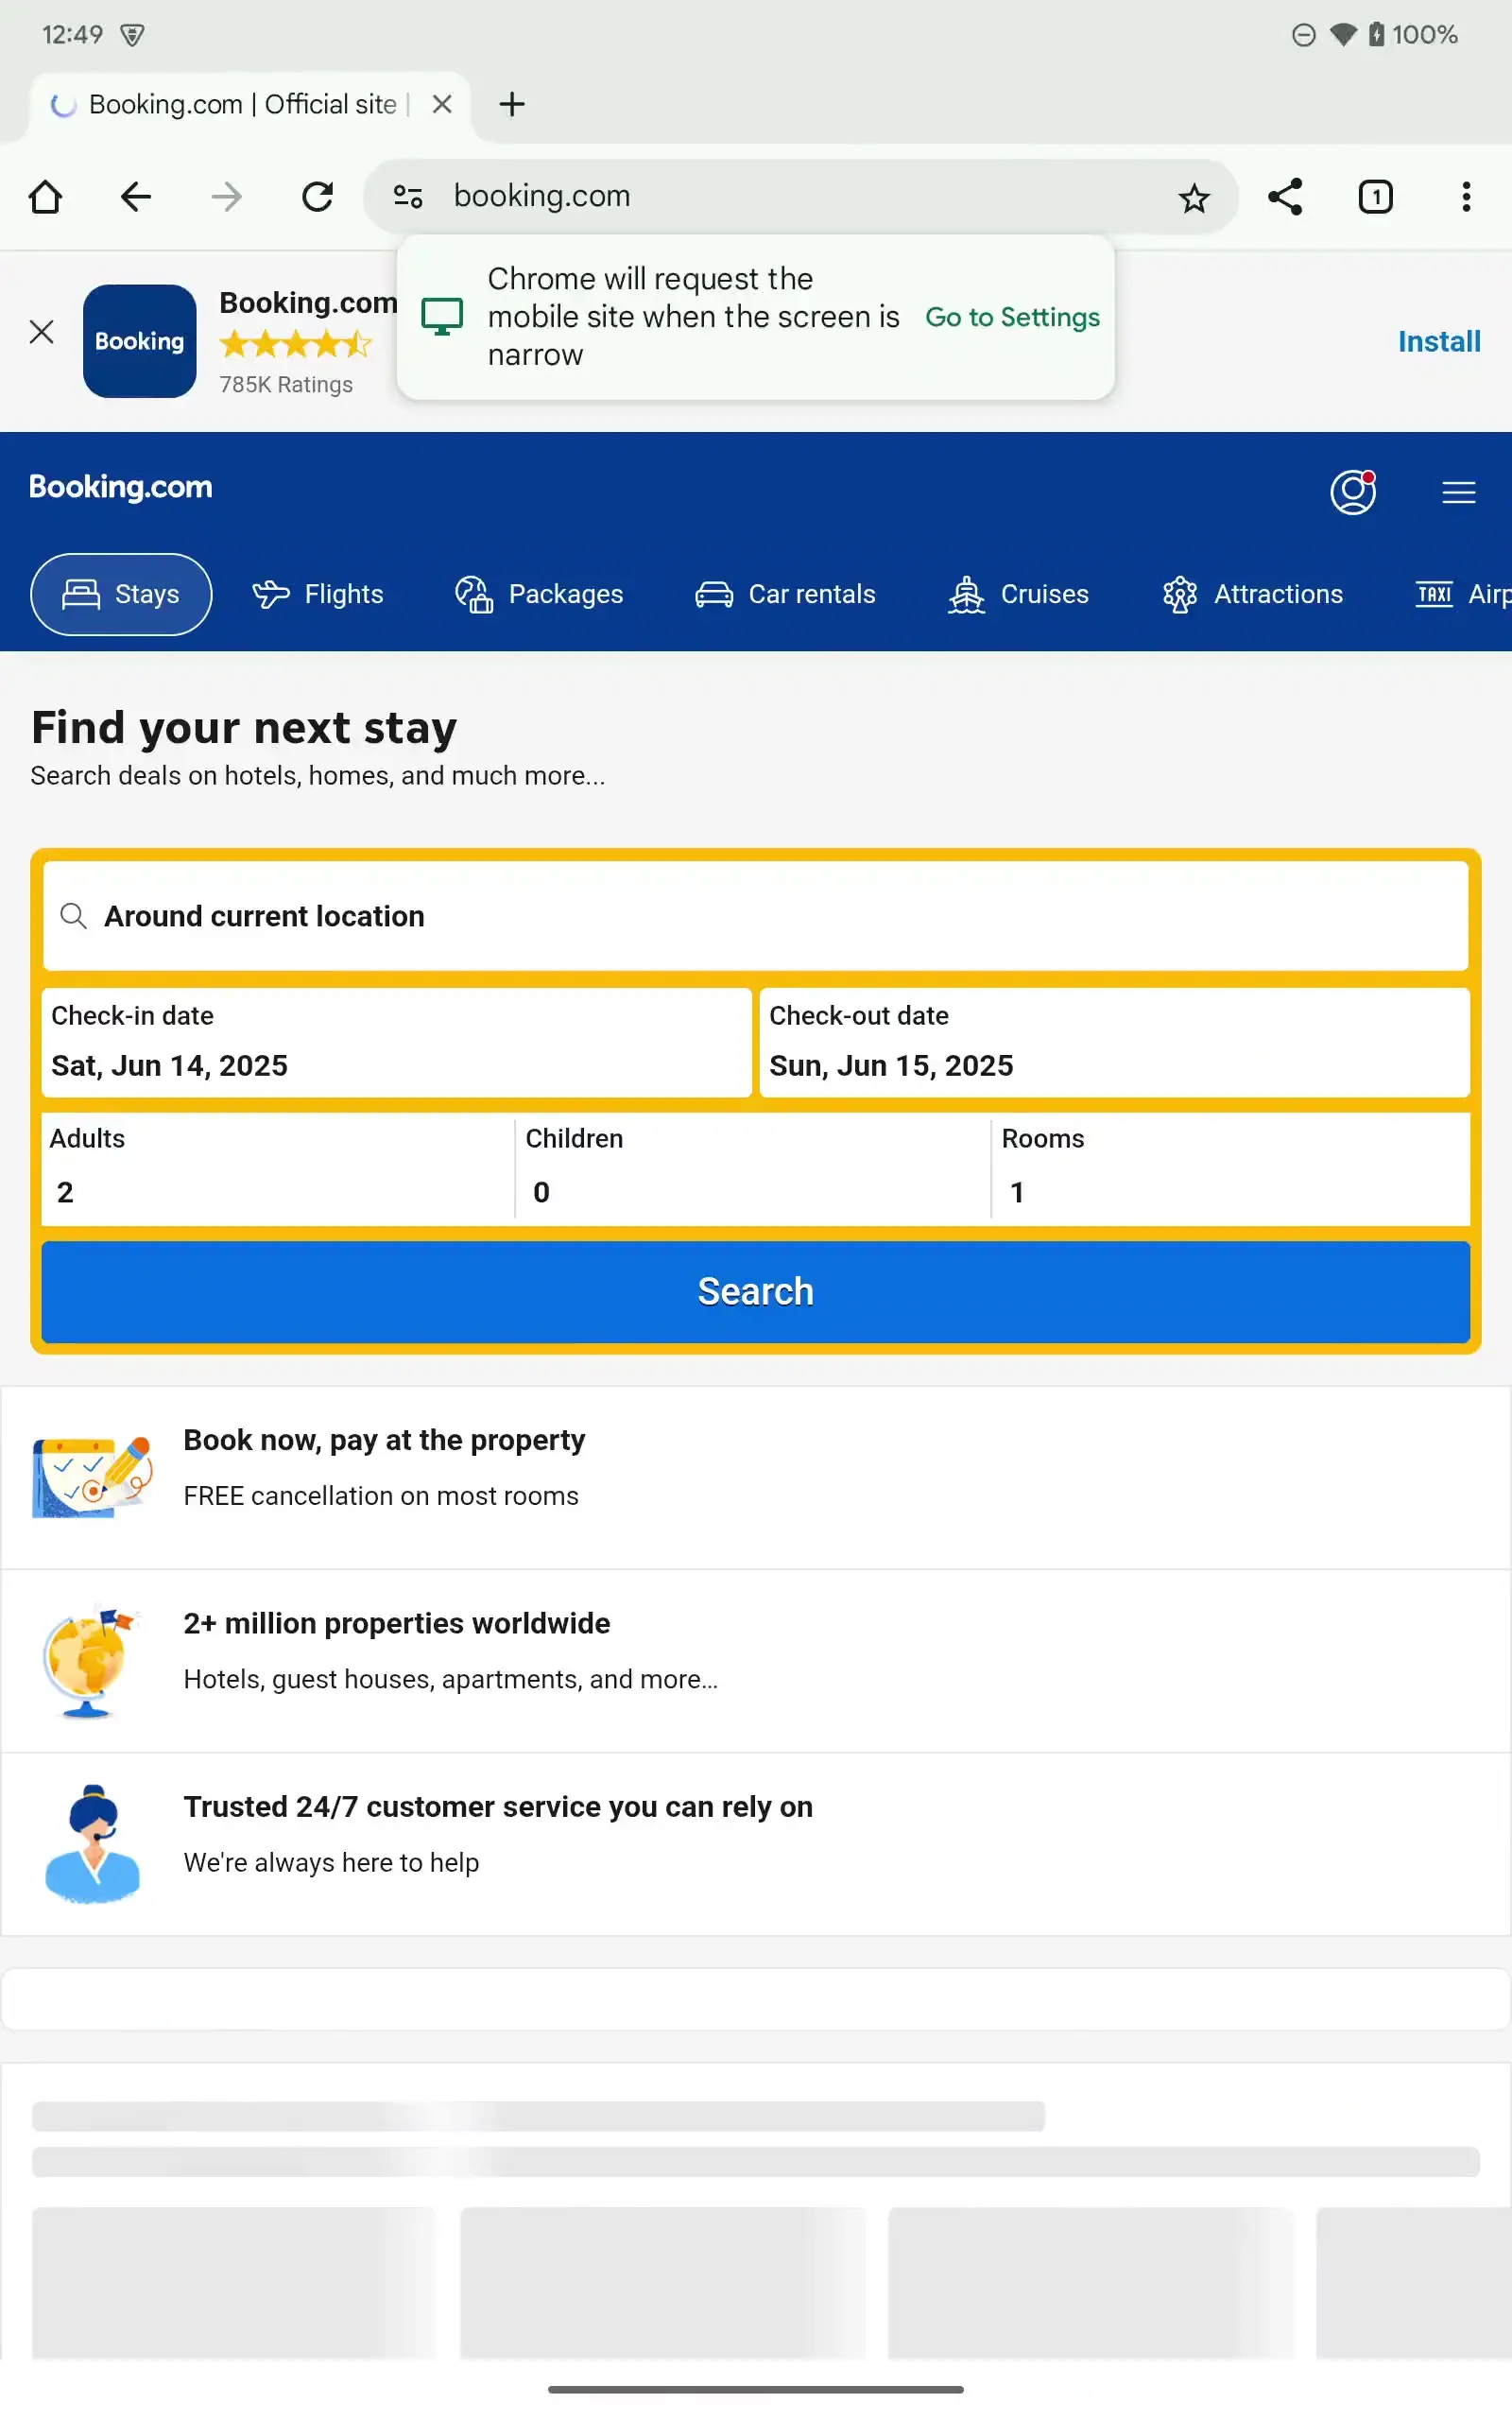 12:49
100%
Booking.com | Official site |
booking.com
1
Chrome will request the
mobile site when the screen is
narrow
Go to Settings
Booking
Booking.com
785K Ratings
Install
Booking.com
Stays
Flights
Packages
Car rentals
Cruises
Attractions
TAXI
Airp
Find your next stay
Search deals on hotels, homes, and much more...
Around current location
Check-in date
Sat, Jun 14, 2025
Check-out date
Sun, Jun 15, 2025
Adults
2
Children
0
Rooms
1
Search
Book now, pay at the property
FREE cancellation on most rooms
2+ million properties worldwide
Hotels, guest houses, apartments, and more…
Trusted 24/7 customer service you can rely on
We're always here to help